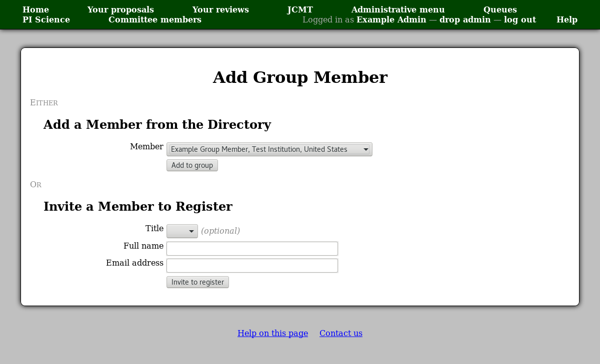 Home Your proposals Your reviews JCMT Administrative menu Queues
PI Science Committee members Logged in as Example Admin — drop admin — log out Help
Add Group Member
Either
Add a Member from the Directory
Member Example Group Member, Test Institution, United States
Add to group
Or
Invite a Member to Register
Title (optional)
Full name
Email address
Invite to register
Help on this page Contact us